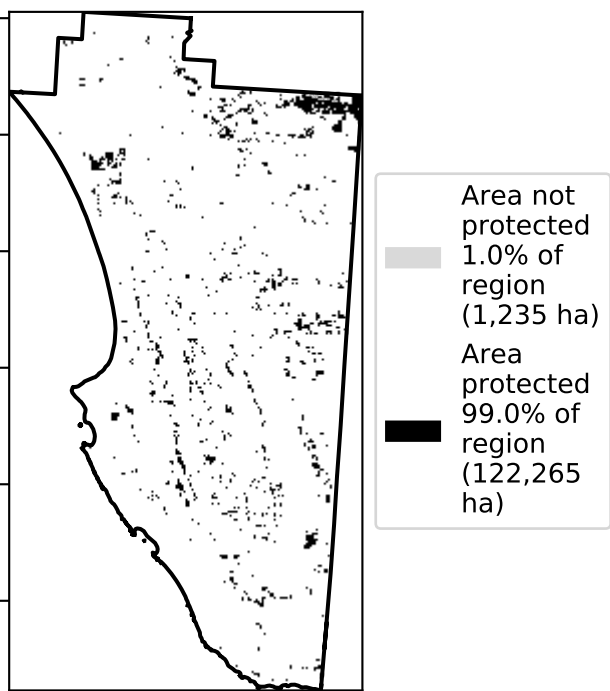 Area not
protected
1.0% of
region
(1,235 ha)
Area
protected
99.0% of
region
(122,265
ha)